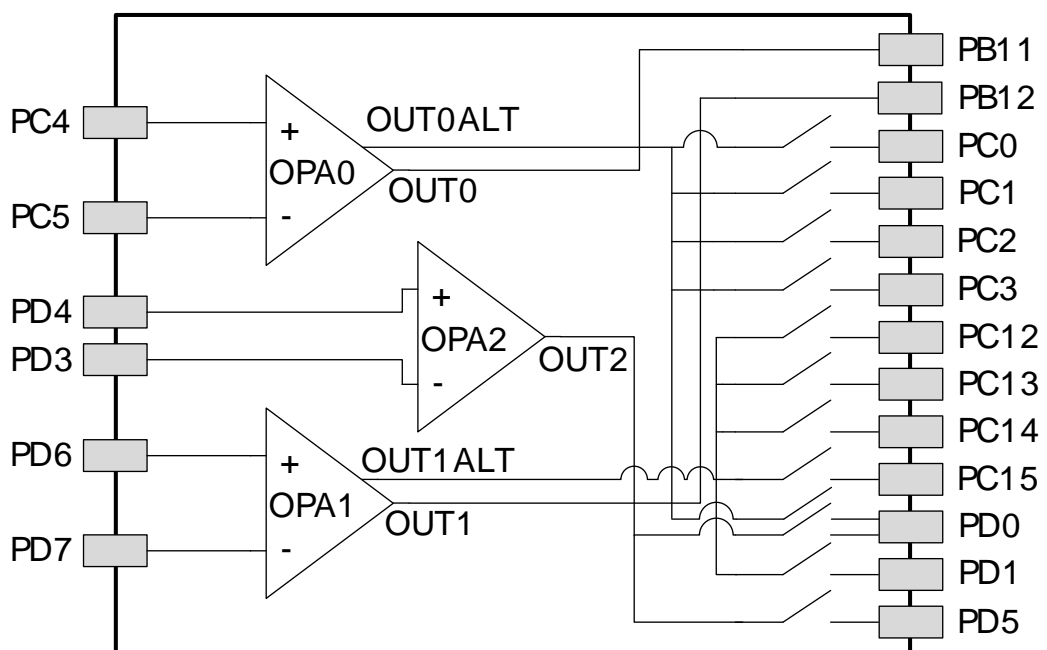 PB11
PC4
+
OUT0ALT
PB12
OPA0
PC0
OUT0
PC5
-
PC1
PC2
PD4
+
PC3
OPA2
PC12
PD3
-
OUT2
PC13
PC14
PD6
+
OUT1ALT
PC15
OPA1
OUT1
PD0
PD7
-
PD1
PD5